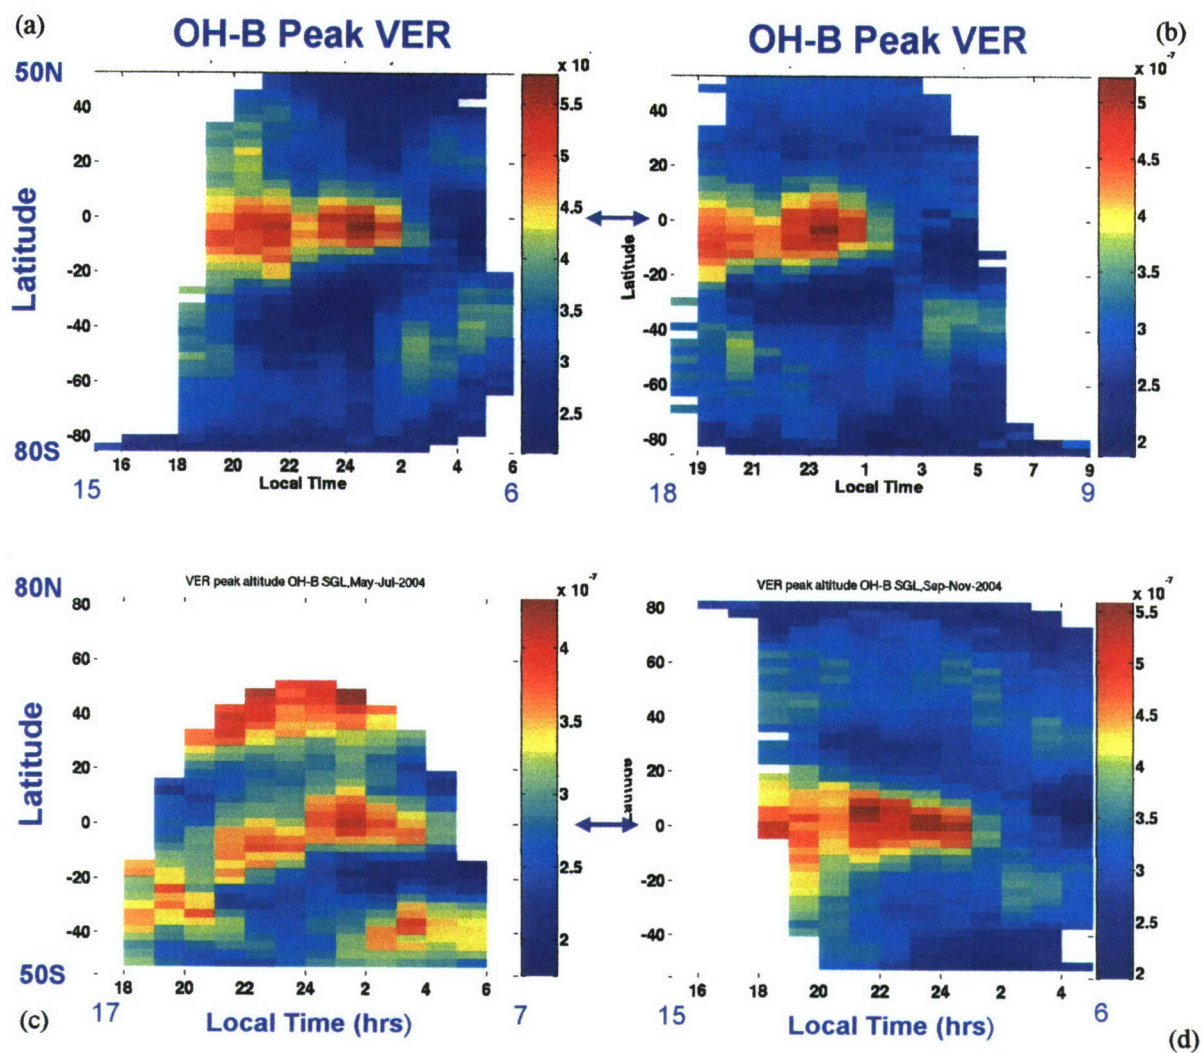 (a)
OH-B Peak VER
OH-B Peak VER
(b)
50N
x 10
x 10⁻⁷
40
20
0
-20
-40
-60
-80
80S
Latitude
5.5
5
4.5
4
3.5
3
2.5
40
20
0
-20
-40
-60
-80
Latitude
5
4.5
4
3.5
3
2.5
2
16 18 20 22 24 2 4 6
Local Time
15
6
19 21 23 1 3 5 7 9
Local Time
18
9
80N
VER peak altitude OH-B SGL,May-Jul-2004
x 10⁻⁷
VER peak altitude OH-B SGL,Sep-Nov-2004
x 10⁻⁷
80
60
40
20
0
-20
-40
50S
Latitude
4
3.5
3
2.5
2
80
60
40
20
0
-20
-40
5.5
5
4.5
4
3.5
3
2.5
2
18 20 22 24 2 4 6
17
7
Local Time (hrs)
(c)
16 18 20 22 24 2 4
15
6
Local Time (hrs)
(d)